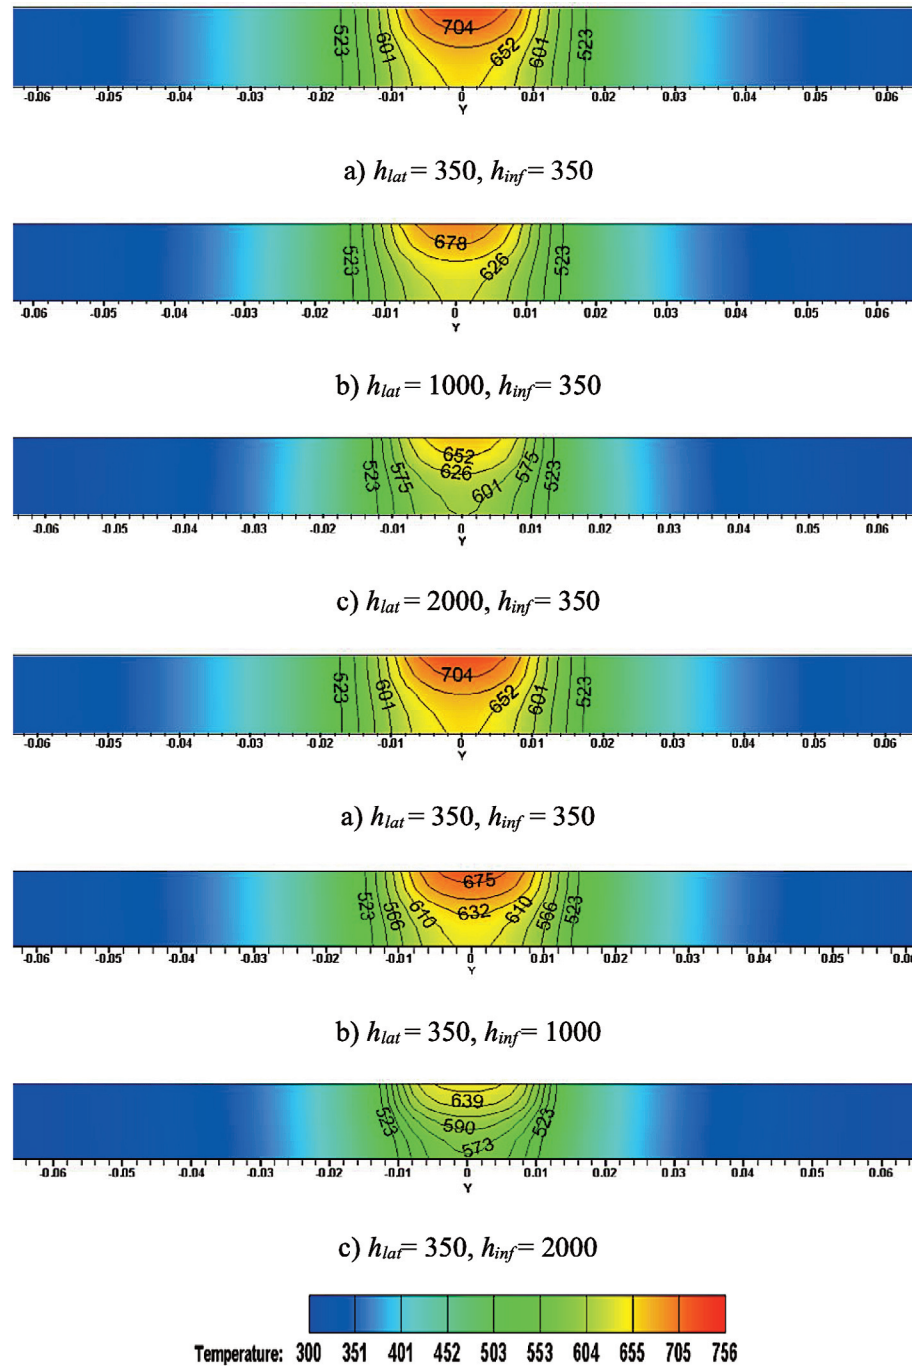 704
523 601 652 601 523
-0.06 -0.05 -0.04 -0.03 -0.02 -0.01 0 0.01 0.02 0.03 0.04 0.05 0.06
Y
a) hlat = 350, hinf = 350
678
523 626 523
-0.06 -0.05 -0.04 -0.03 -0.02 -0.01 0 0.01 0.02 0.03 0.04 0.05 0.06
Y
b) hlat = 1000, hinf = 350
652
626
523 575 601 575 523
-0.06 -0.05 -0.04 -0.03 -0.02 -0.01 0 0.01 0.02 0.03 0.04 0.05 0.06
Y
c) hlat = 2000, hinf = 350
704
523 601 652 601 523
-0.06 -0.05 -0.04 -0.03 -0.02 -0.01 0 0.01 0.02 0.03 0.04 0.05 0.06
Y
a) hlat = 350, hinf = 350
675
523 566 610 632 610 566 523
-0.06 -0.05 -0.04 -0.03 -0.02 -0.01 0 0.01 0.02 0.03 0.04 0.05
Y
b) hlat = 350, hinf = 1000
639
590
523 573 523
-0.06 -0.05 -0.04 -0.03 -0.02 -0.01 0 0.01 0.02 0.03 0.04 0.05 0.06
Y
c) hlat= 350, hinf = 2000
Temperature: 300 351 401 452 503 553 604 655 705 756